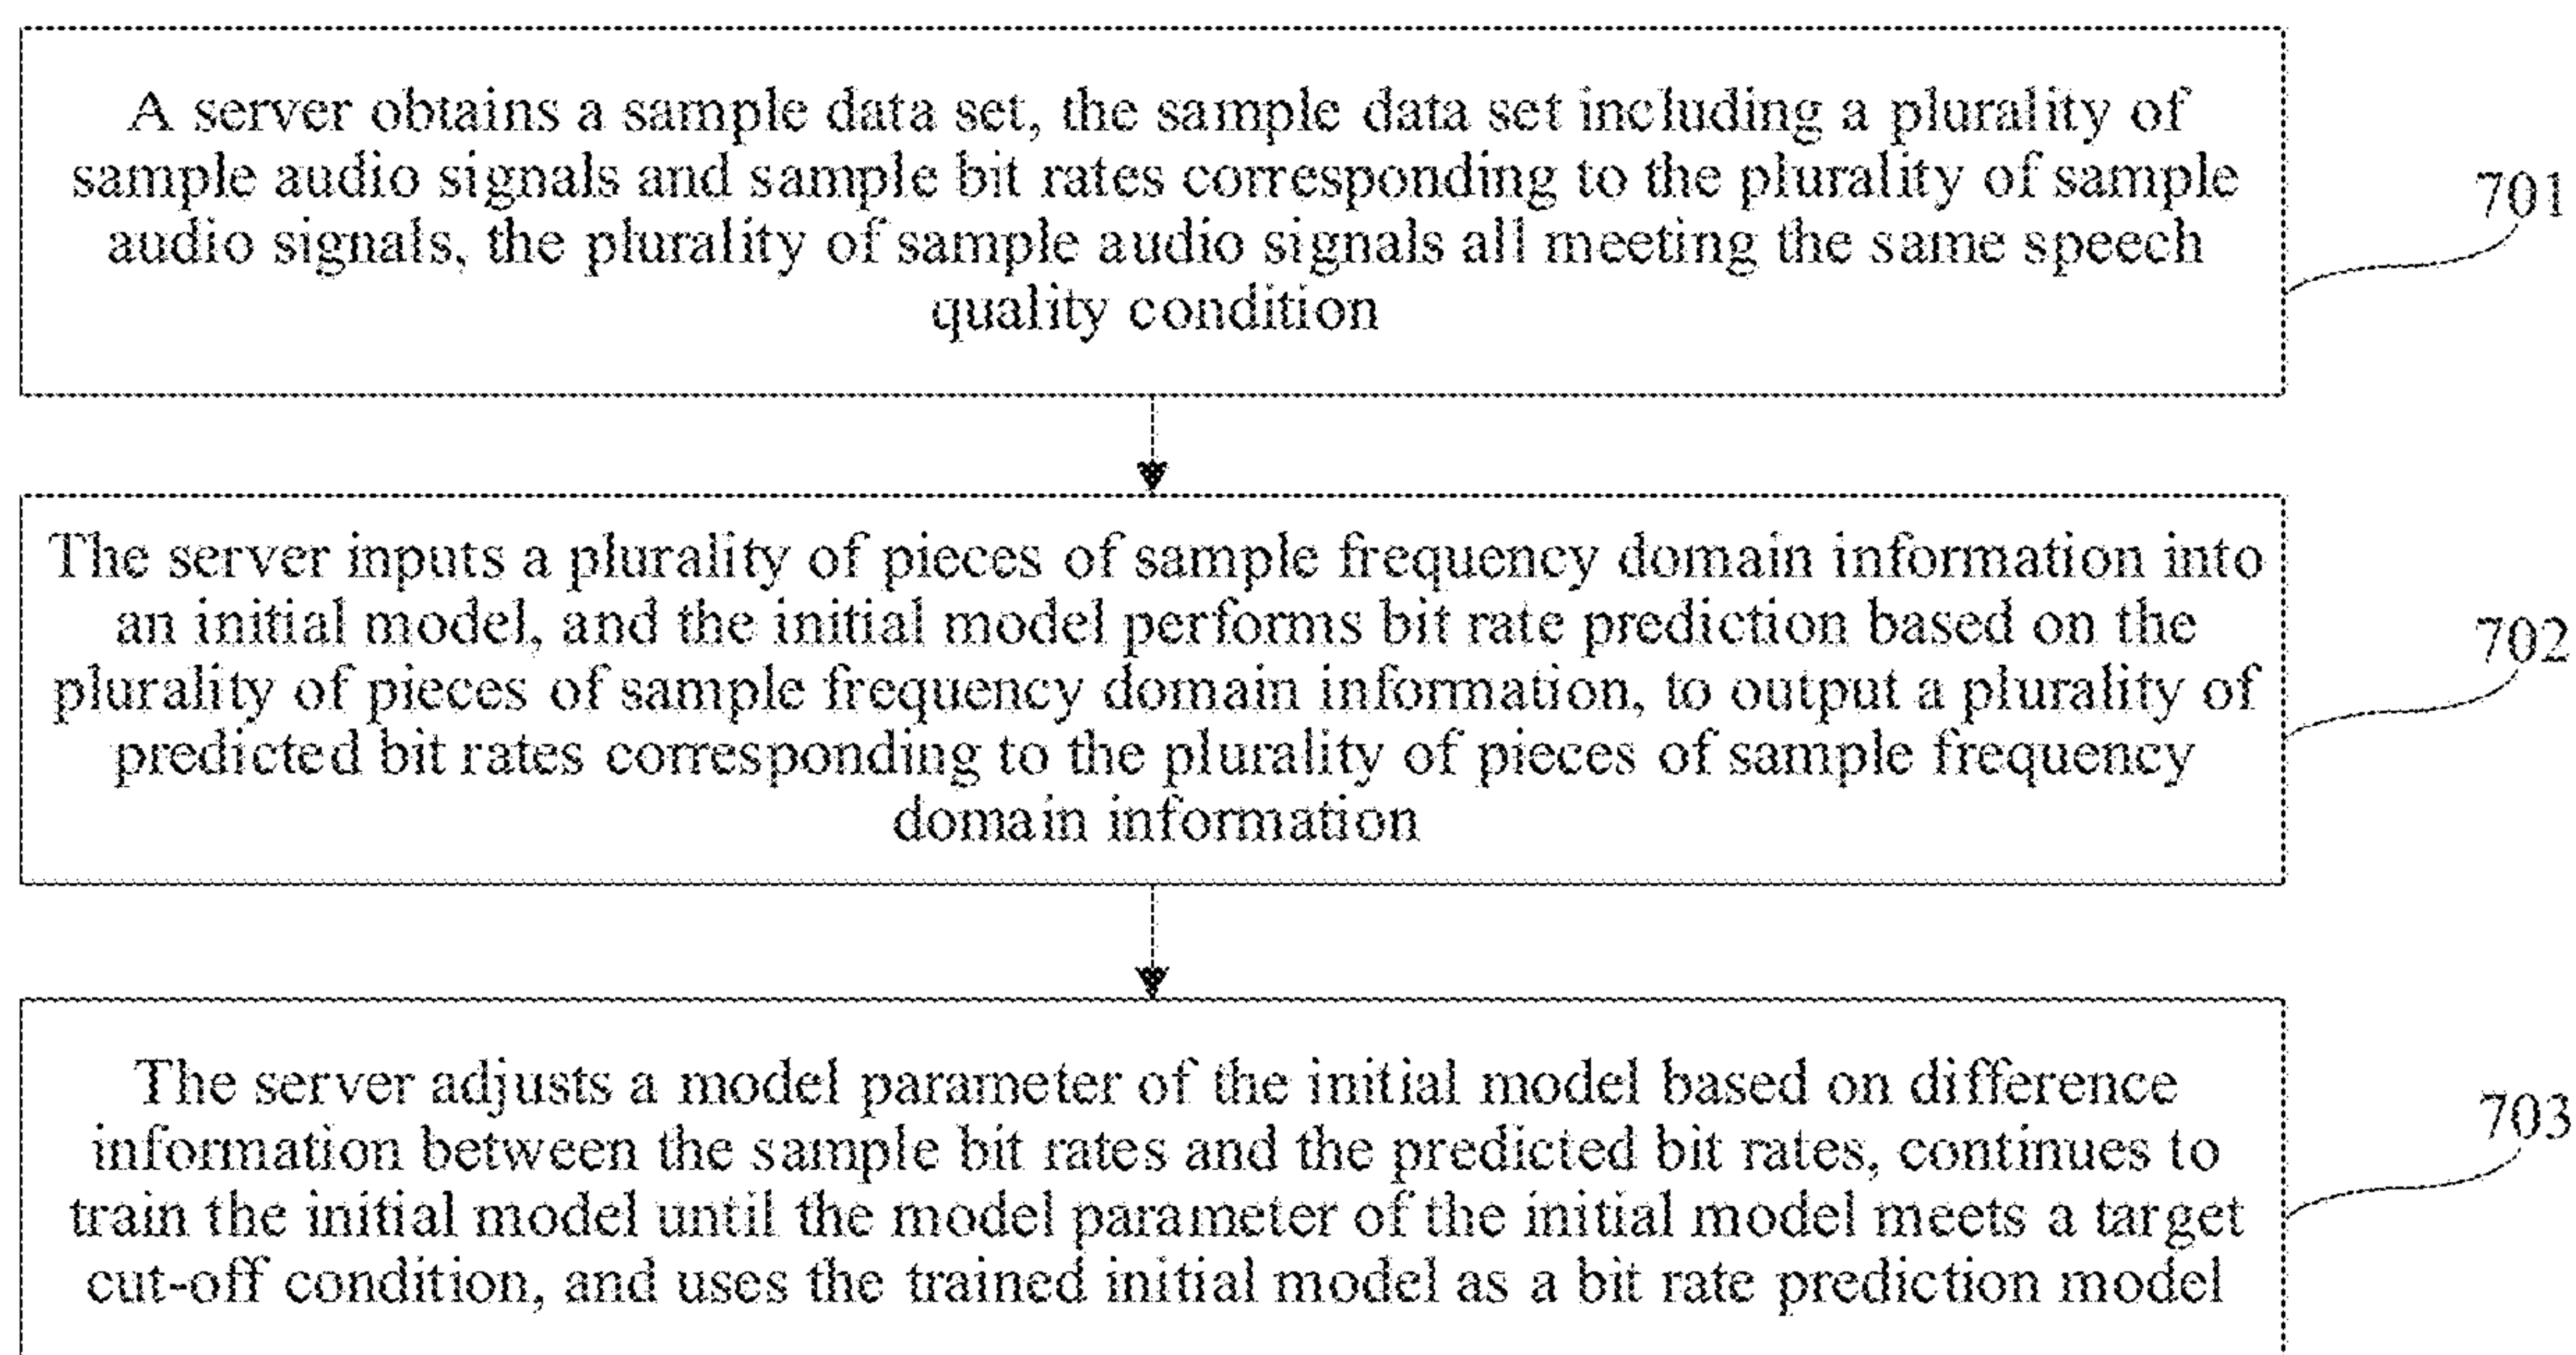 A server obtains a sample data set, the sample data set including a plurality of
sample audio signals and sample bit rates corresponding to the plurality of sample
audio signals, the plurality of sample audio signals all meeting the same speech
quality condition
701
The server inputs a plurality of pieces of sample frequency domain information into
an initial model, and the initial model performs bit rate prediction based on the
plurality of pieces of sample frequency domain information, to output a plurality of
predicted bit rates corresponding to the plurality of pieces of sample frequency
domain information
702
The server adjusts a model parameter of the initial model based on difference
information between the sample bit rates and the predicted bit rates, continues to
train the initial model until the model parameter of the initial model meets a target
cut-off condition, and uses the trained initial model as a bit rate prediction model
703